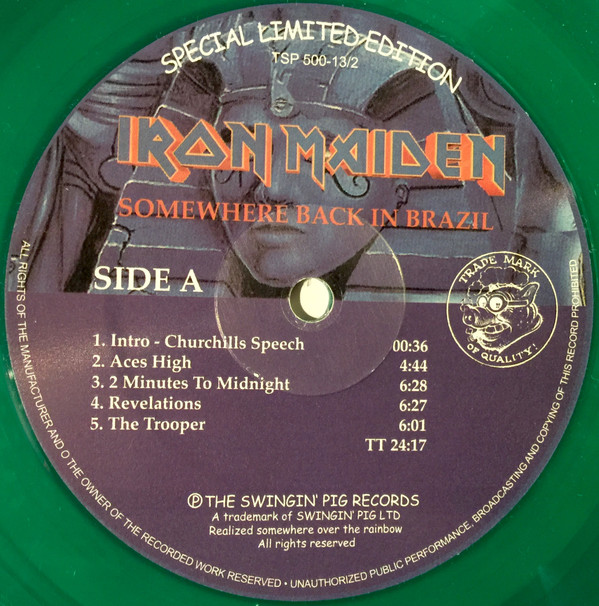 SPECIAL LIMITED EDITION
TSP 500-13/2
IRON MAIDEN
SOMEWHERE BACK IN BRAZIL
SIDE A
TRADE MARK
OF QUALITY!
1. Intro - Churchills Speech 00:36
2. Aces High 4:44
3. 2 Minutes To Midnight 6:28
4. Revelations 6:27
5. The Trooper 6:01
TT 24:17
Ⓟ THE SWINGIN' PIG RECORDS
A trademark of SWINGIN' PIG LTD
Realized somewhere over the rainbow
All rights reserved
ALL RIGHTS OF THE MANUFACTURER AND O THE OWNER OF THE RECORDED WORK RESERVED • UNAUTHORIZED PUBLIC PERFORMANCE, BROADCASTING AND COPYING OF THIS RECORD PROHIBITED